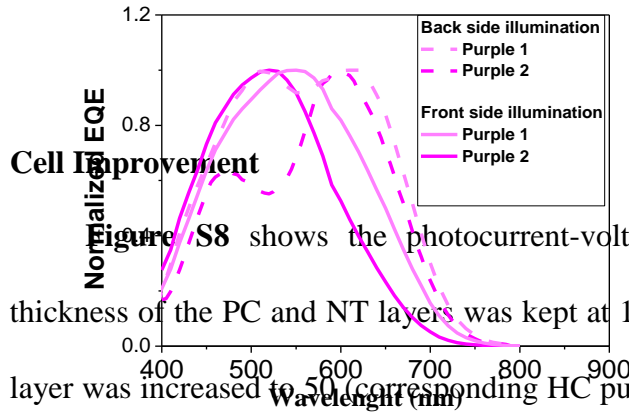 1.2
0.8
0.4
0.0
Normalized EQE
Back side illumination
Purple 1
Purple 2
Front side illumination
Purple 1
Purple 2
Cell Improvement
Figure S8 shows the photocurrent-volt
thickness of the PC and NT layers was kept at 1
400 500 600 700 800 900
layer was increased to 50 (corresponding HC pu
Wavelenght (nm)